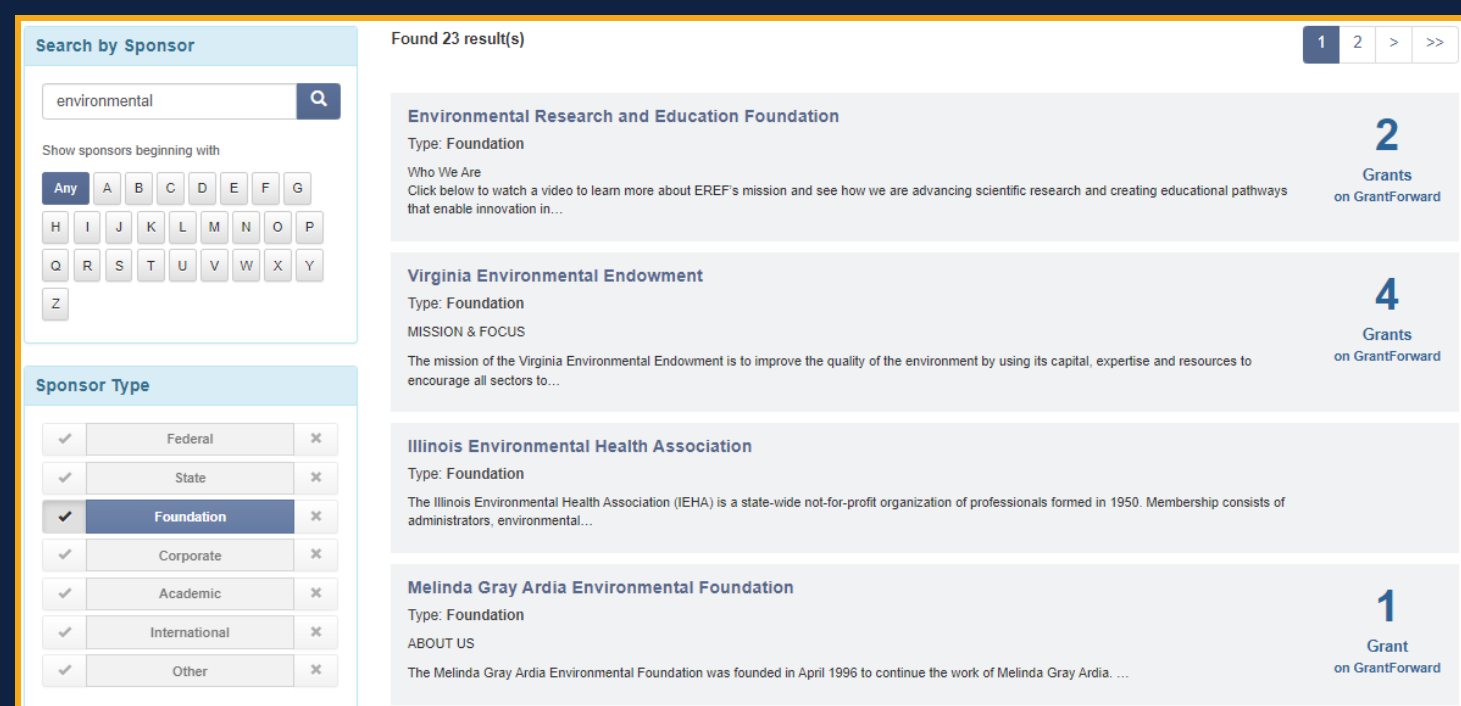 Search by Sponsor
environmental
Show sponsors beginning with
Any A B C D E F G
H I J K L M N O P
Q R S T U V W X Y
Z
Sponsor Type
Federal
State
Foundation
Corporate
Academic
International
Other
Found 23 result(s)
1 2 > >>
Environmental Research and Education Foundation
Type: Foundation
Who We Are
Click below to watch a video to learn more about EREF's mission and see how we are advancing scientific research and creating educational pathways
that enable innovation in…
2
Grants
on GrantForward
Virginia Environmental Endowment
Type: Foundation
MISSION & FOCUS
The mission of the Virginia Environmental Endowment is to improve the quality of the environment by using its capital, expertise and resources to
encourage all sectors to…
4
Grants
on GrantForward
Illinois Environmental Health Association
Type: Foundation
The Illinois Environmental Health Association (IEHA) is a state-wide not-for-profit organization of professionals formed in 1950. Membership consists of
administrators, environmental…
Melinda Gray Ardia Environmental Foundation
Type: Foundation
ABOUT US
The Melinda Gray Ardia Environmental Foundation was founded in April 1996 to continue the work of Melinda Gray Ardia. …
1
Grant
on GrantForward